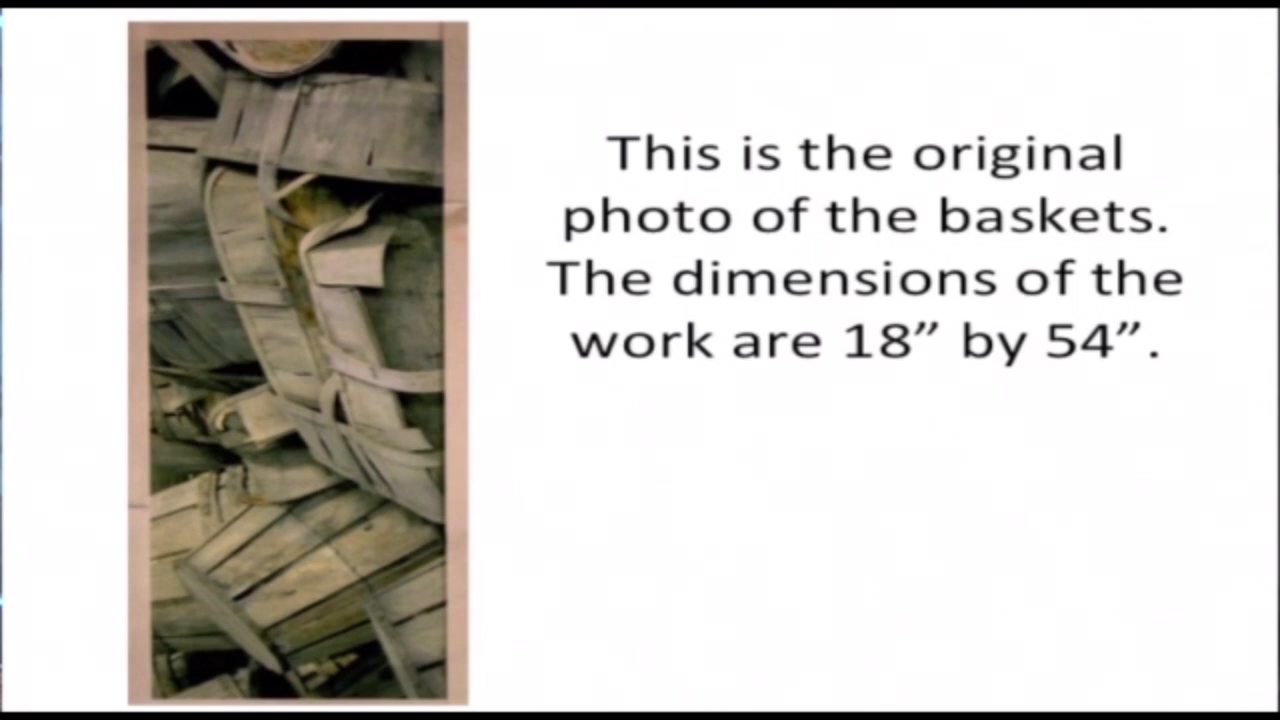 This is the original
photo of the baskets.
The dimensions of the
work are 18” by 54”.